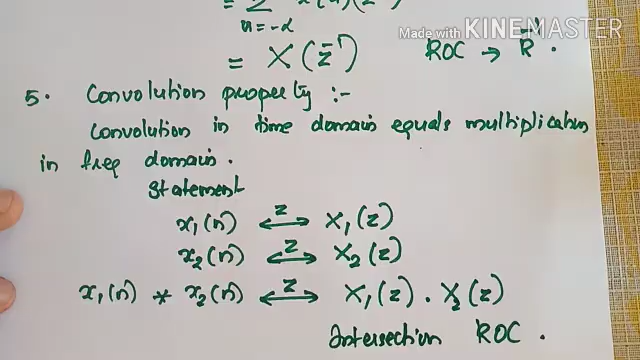 = Σ x(n)(z
n=-∞
Made with KINEMASTER
= X(z⁻¹) ROC → R⁻¹.
5. Convolution property :-
Convolution in time domain equals multiplication
in freq domain.
Statement
x₁(n) ⟷ᶻ X₁(z)
x₂(n) ⟷ᶻ X₂(z)
x₁(n) * x₂(n) ⟷ᶻ X₁(z) . X₂(z)
Intersection ROC .